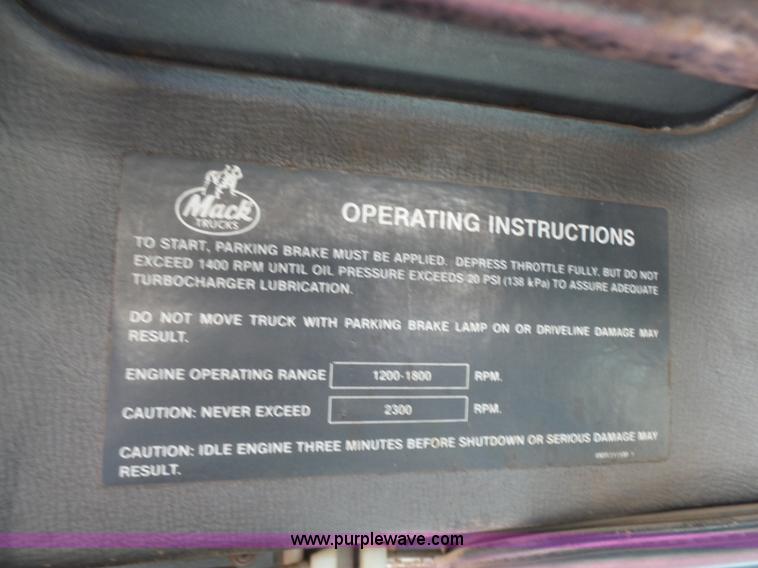 Mack
TRUCKS
OPERATING INSTRUCTIONS
TO START, PARKING BRAKE MUST BE APPLIED. DEPRESS THROTTLE FULLY, BUT DO NOT
EXCEED 1400 RPM UNTIL OIL PRESSURE EXCEEDS 20 PSI (138 kPa) TO ASSURE ADEQUATE
TURBOCHARGER LUBRICATION.
DO NOT MOVE TRUCK WITH PARKING BRAKE LAMP ON OR DRIVELINE DAMAGE MAY
RESULT.
ENGINE OPERATING RANGE 1200-1800 RPM.
CAUTION: NEVER EXCEED 2300 RPM.
CAUTION: IDLE ENGINE THREE MINUTES BEFORE SHUTDOWN OR SERIOUS DAMAGE MAY
RESULT.
www.purplewave.com